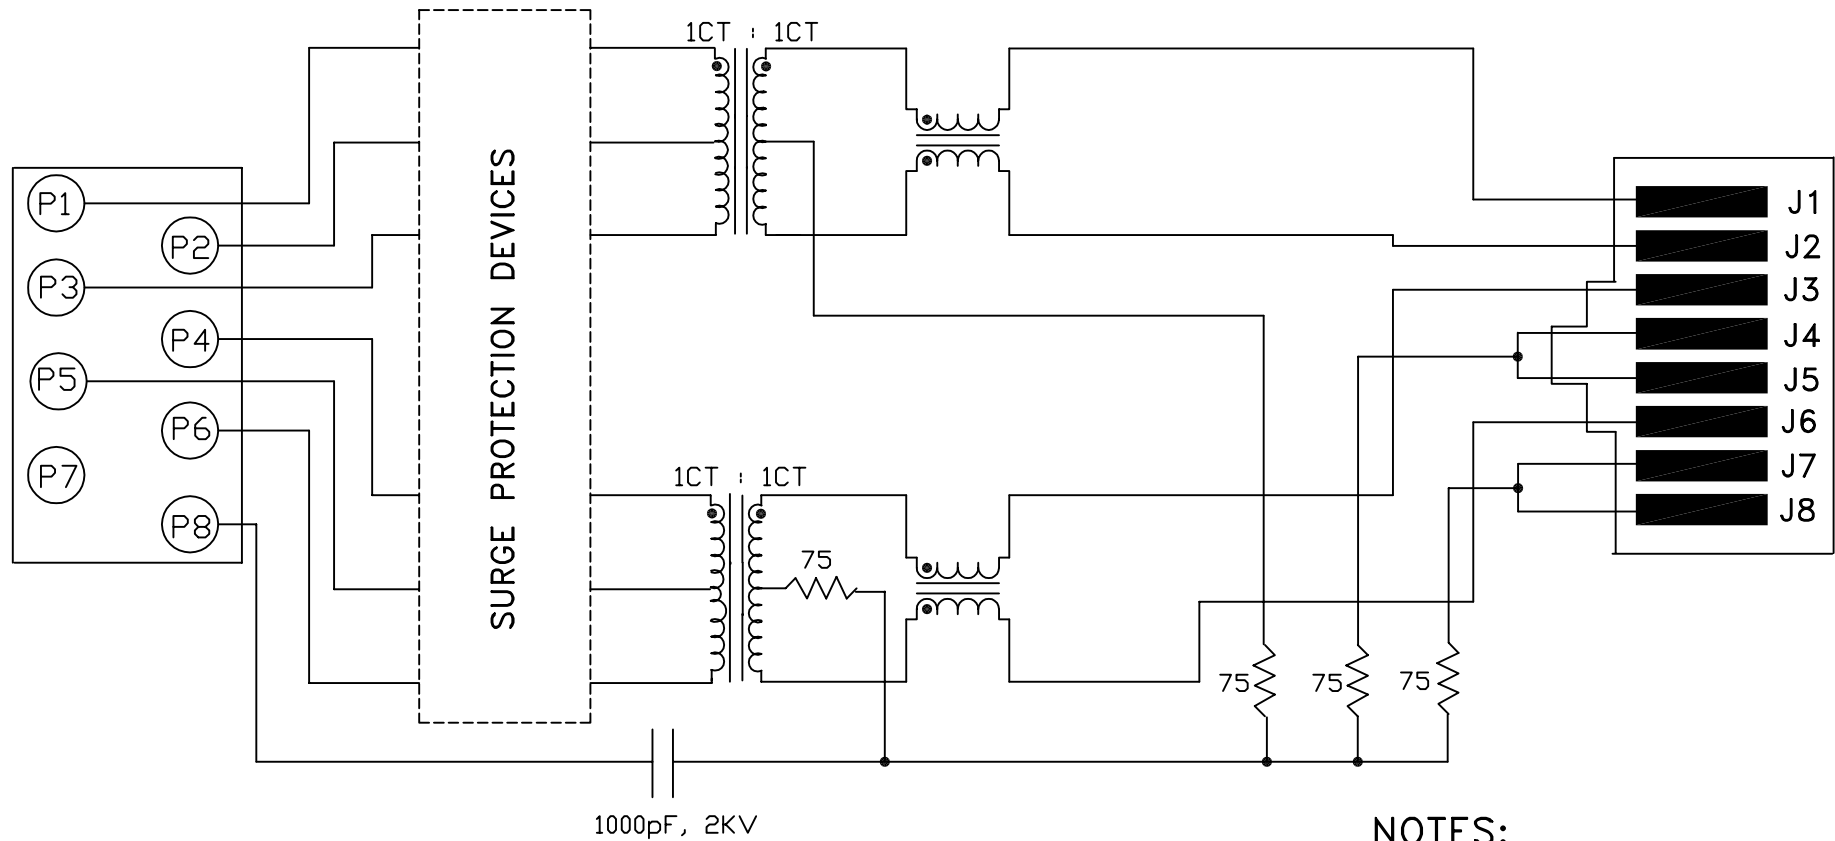 1CT : 1CT
P1
P2
P3
P4
P5
P6
P7
P8
SURGE PROTECTION DEVICES
J1
J2
J3
J4
J5
J6
J7
J8
1CT : 1CT
75
75
75
75
1000pF, 2KV
NOTES: